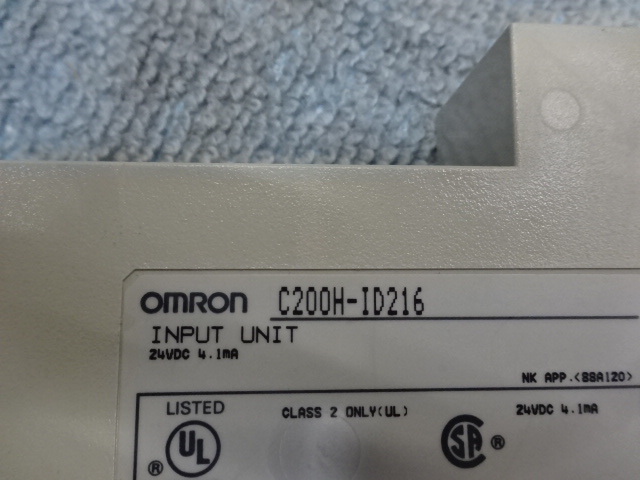 OMRON C200H-ID216
INPUT UNIT
24VDC 4.1mA
NK APP.<88A120>
LISTED
CLASS 2 ONLY(UL)
24VDC 4.1mA
UL
®
SA
®